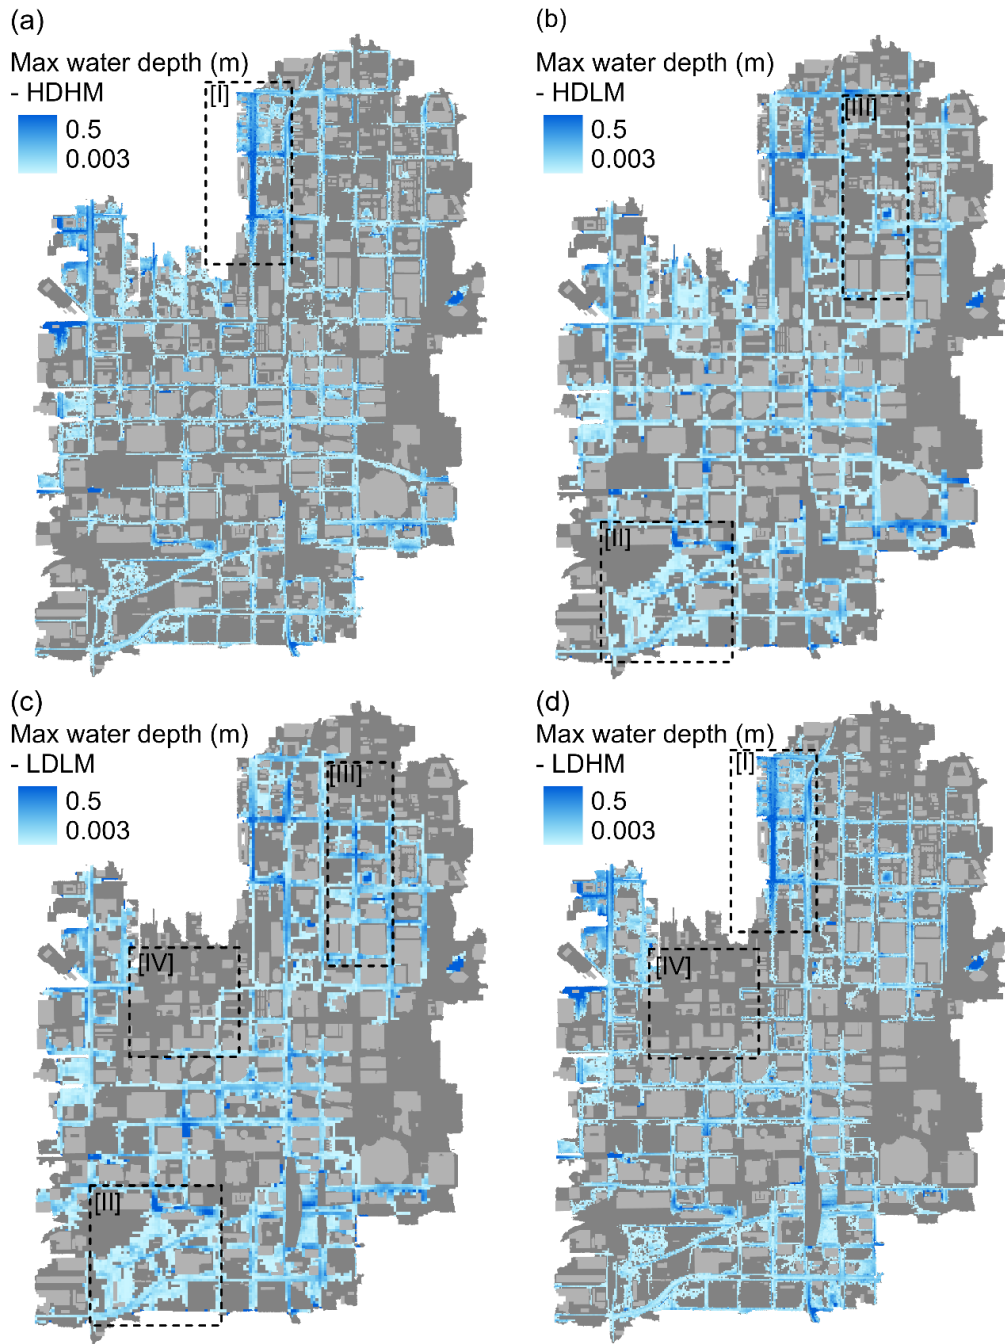 (a)
Max water depth (m)
- HDHM
0.5
0.003
[I]
(b)
Max water depth (m)
- HDLM
0.5
0.003
[III]
[II]
(c)
Max water depth (m)
- LDLM
0.5
0.003
[III]
[IV]
[II]
(d)
Max water depth (m)
- LDHM
0.5
0.003
[I]
[IV]